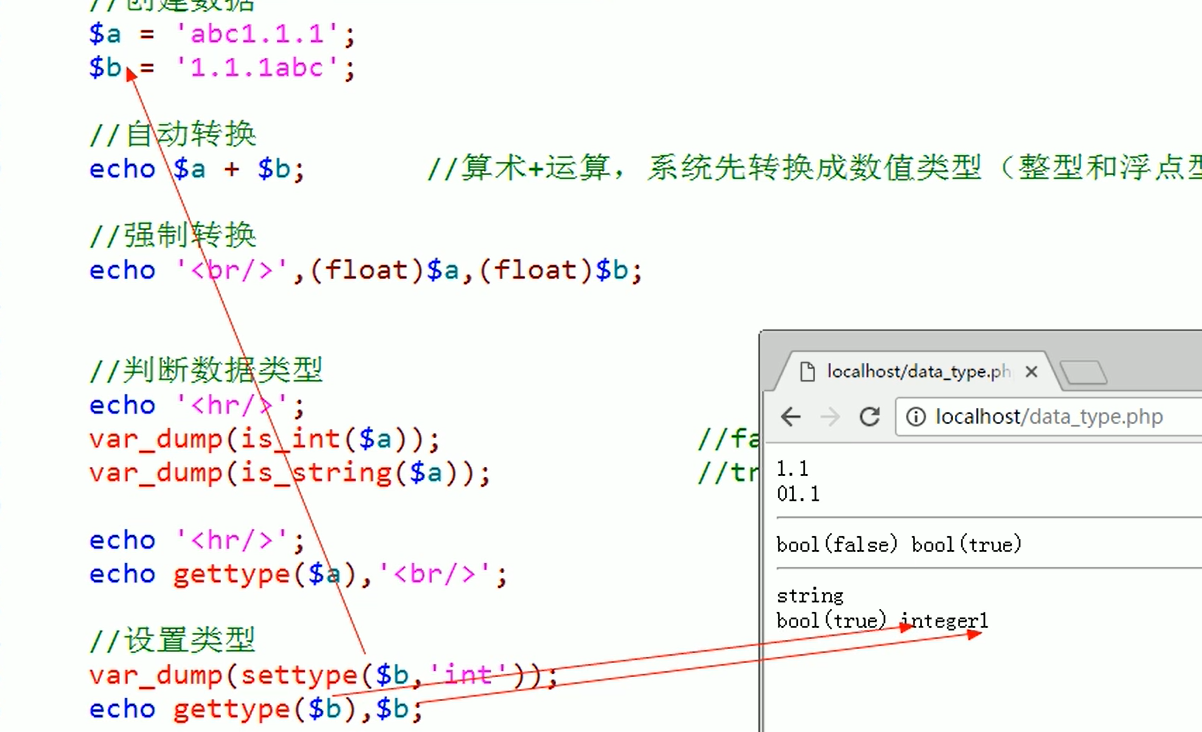 //创建数据
$a = 'abc1.1.1';
$b = '1.1.1abc';
//自动转换
echo $a + $b; //算术+运算，系统先转换成数值类型（整型和浮点型
//强制转换
echo '<br/>',(float)$a,(float)$b;
//判断数据类型
echo '<hr/>';
var_dump(is_int($a)); //fa
var_dump(is_string($a)); //tr
echo '<hr/>';
echo gettype($a),'<br/>';
//设置类型
var_dump(settype($b,'int'));
echo gettype($b),$b;
localhost/data_type.ph
localhost/data_type.php
1.1
01.1
bool(false) bool(true)
string
bool(true) integer1